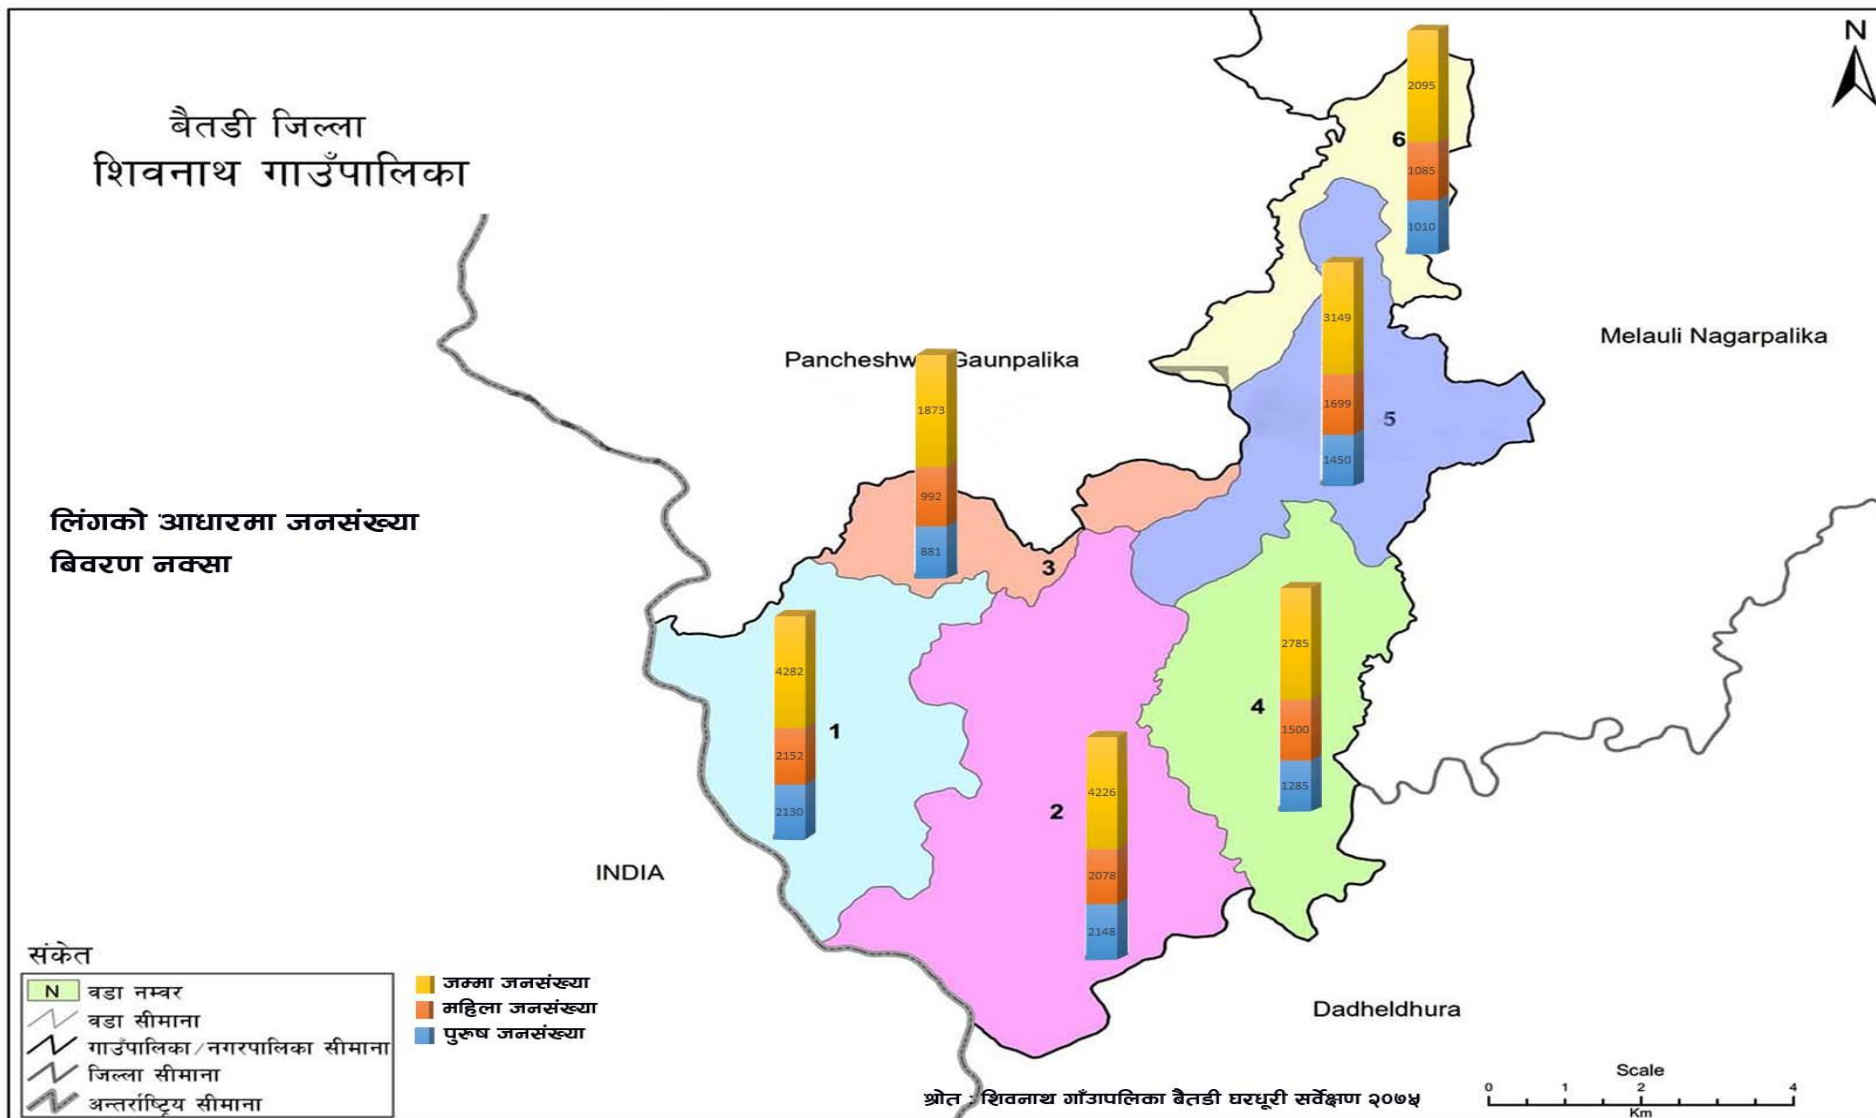 N
बैतडी जिल्ला
शिवनाथ गाउँपालिका
लिंगको आधारमा जनसंख्या
बिवरण नक्सा
2095
6
1085
1010
3149
Melauli Nagarpalika
Pancheshw Gaunpalika
1873
1699
5
1450
992
881
3
4282
2785
4
1500
1
2152
4226
1285
2130
2
2078
2148
INDIA
Dadheldhura
संकेत
N वडा नम्वर
वडा सीमाना
गाउँपालिका/नगरपालिका सीमाना
जिल्ला सीमाना
अन्तर्राष्ट्रिय सीमाना
जम्मा जनसंख्या
महिला जनसंख्या
पुरूष जनसंख्या
श्रोत : शिवनाथ गाँउपलिका बैतडी घरधूरी सर्वेक्षण २०७५
Scale
0 1 2 4
Km